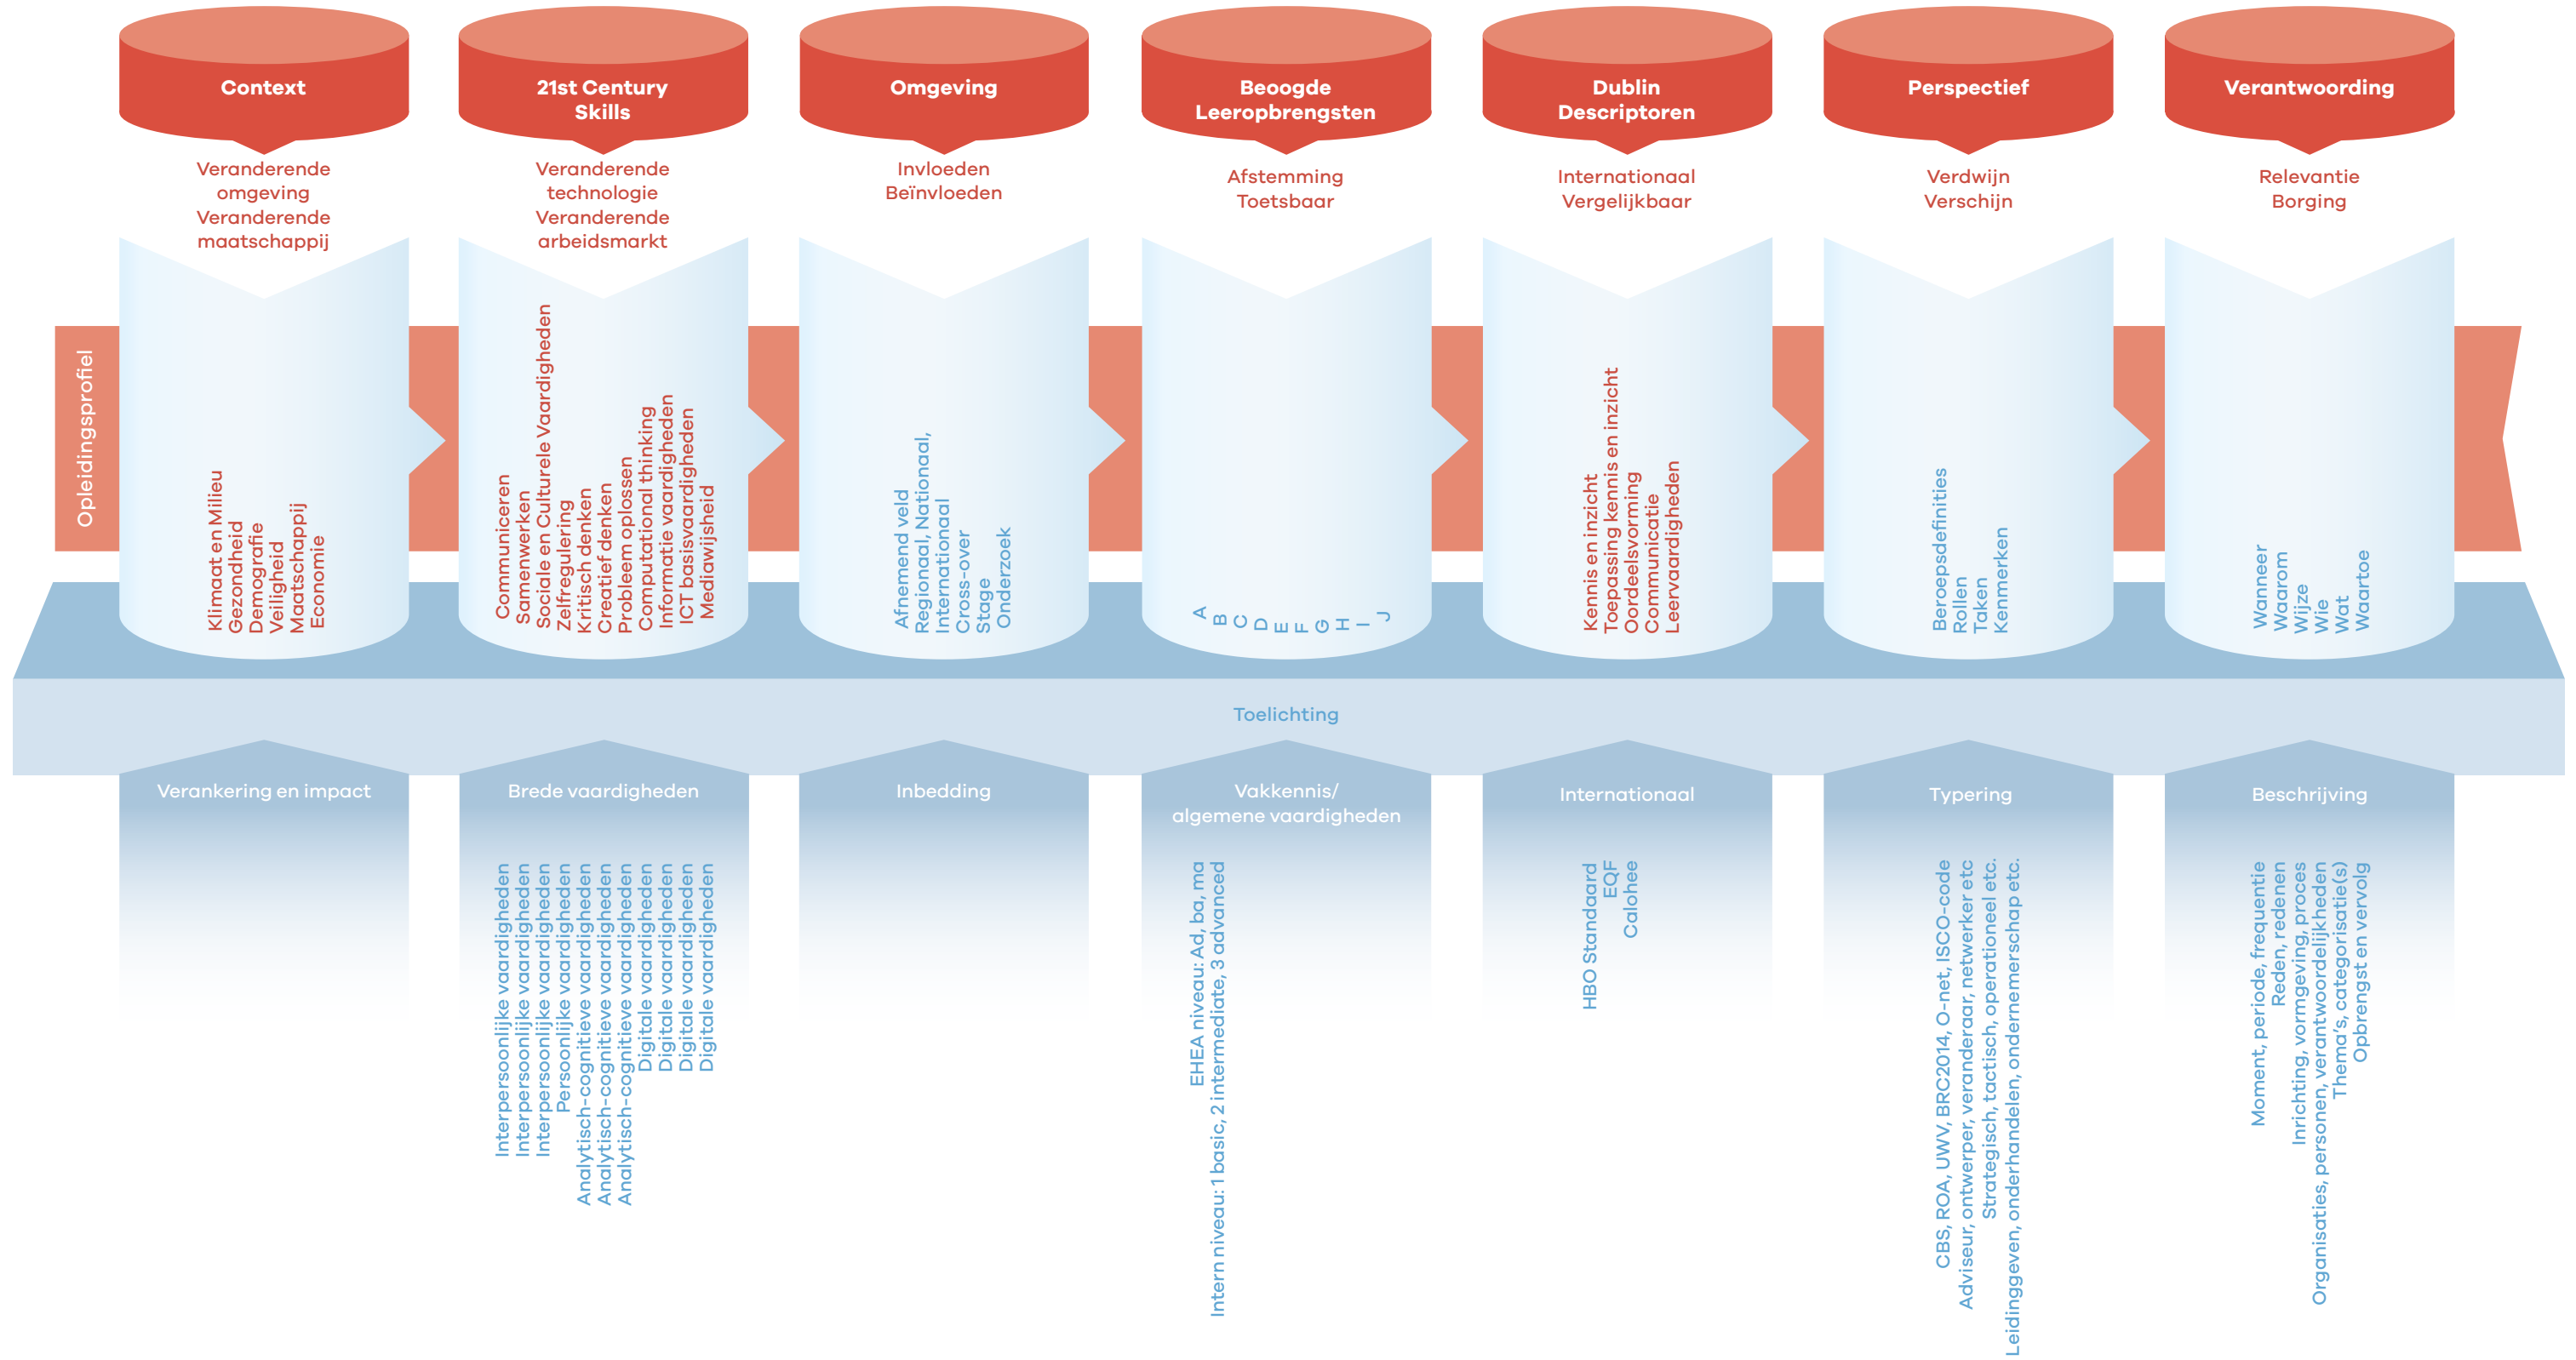 Context
21st Century
Skills
Omgeving
Beoogde
Leeropbrengsten
Dublin
Descriptoren
Perspectief
Verantwoording
Veranderende
omgeving
Veranderende
maatschappij
Veranderende
technologie
Veranderende
arbeidsmarkt
Invloeden
Beïnvloeden
Afstemming
Toetsbaar
Internationaal
Vergelijkbaar
Verdwijn
Verschijn
Relevantie
Borging
Opleidingsprofiel
Klimaat en Milieu
Gezondheid
Demografie
Veiligheid
Maatschappij
Economie
Communiceren
Samenwerken
Sociale en Culturele Vaardigheden
Zelfregulering
Kritisch denken
Creatief denken
Probleem oplossen
Computational thinking
Informatie vaardigheden
ICT basisvaardigheden
Mediawijsheid
Afnemend veld
Regionaal, Nationaal,
Internationaal
Cross-over
Stage
Onderzoek
A
B
C
D
E
F
G
H
I
J
Kennis en inzicht
Toepassing kennis en inzicht
Oordeelsvorming
Communicatie
Leervaardigheden
Beroepsdefinities
Rollen
Taken
Kenmerken
Wanneer
Waarom
Wijze
Wie
Wat
Waartoe
Toelichting
Verankering en impact
Brede vaardigheden
Inbedding
Vakkennis/
algemene vaardigheden
Internationaal
Typering
Beschrijving
Interpersoonlijke vaardigheden
Interpersoonlijke vaardigheden
Interpersoonlijke vaardigheden
Persoonlijke vaardigheden
Analytisch-cognitieve vaardigheden
Analytisch-cognitieve vaardigheden
Analytisch-cognitieve vaardigheden
Digitale vaardigheden
Digitale vaardigheden
Digitale vaardigheden
Digitale vaardigheden
EHEA niveau: Ad, ba, ma
Intern niveau: 1 basic, 2 intermediate, 3 advanced
HBO Standaard
EQF
Calohee
CBS, ROA, UWV, BRC2014, O-net, ISCO-code
Adviseur, ontwerper, veranderaar, netwerker etc
Strategisch, tactisch, operationeel etc.
Leidinggeven, onderhandelen, ondernemerschap etc.
Moment, periode, frequentie
Reden, redenen
Inrichting, vormgeving, proces
Organisaties, personen, verantwoordelijkheden
Thema's, categorisatie(s)
Opbrengst en vervolg